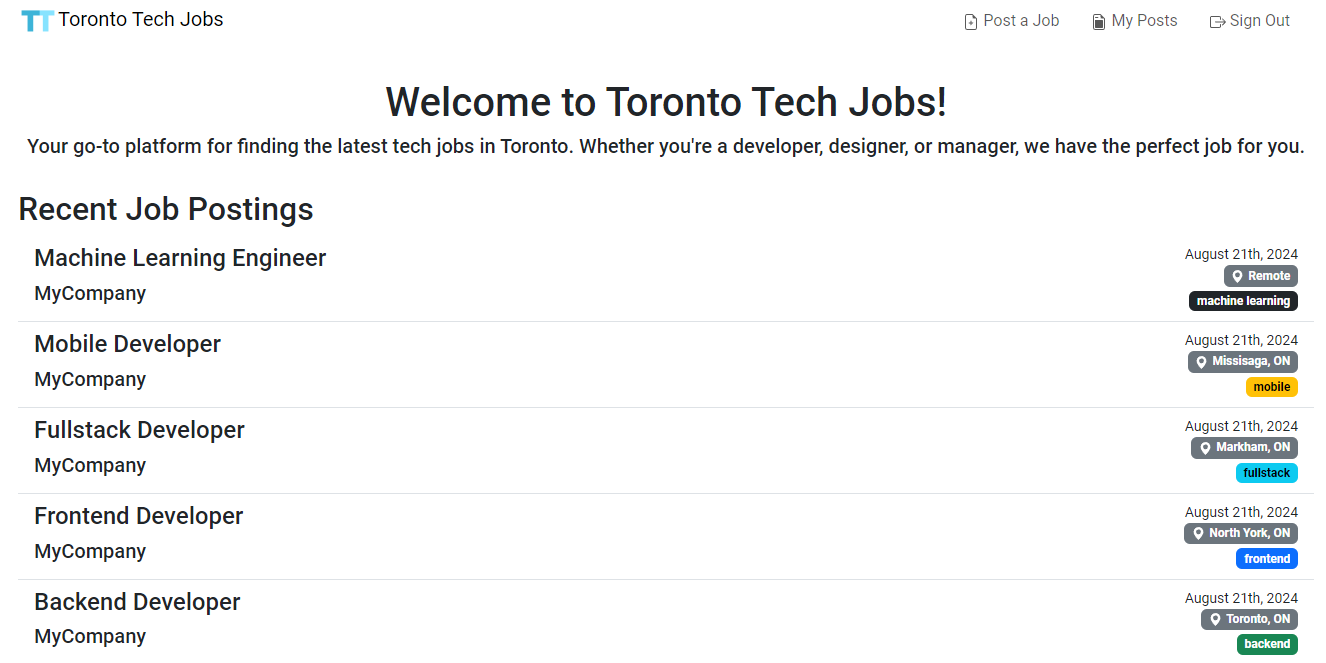 TT Toronto Tech Jobs
Post a Job
My Posts
Sign Out
Welcome to Toronto Tech Jobs!
Your go-to platform for finding the latest tech jobs in Toronto. Whether you're a developer, designer, or manager, we have the perfect job for you.
Recent Job Postings
Machine Learning Engineer
MyCompany
August 21th, 2024
Remote
machine learning
Mobile Developer
MyCompany
August 21th, 2024
Missisaga, ON
mobile
Fullstack Developer
MyCompany
August 21th, 2024
Markham, ON
fullstack
Frontend Developer
MyCompany
August 21th, 2024
North York, ON
frontend
Backend Developer
MyCompany
August 21th, 2024
Toronto, ON
backend